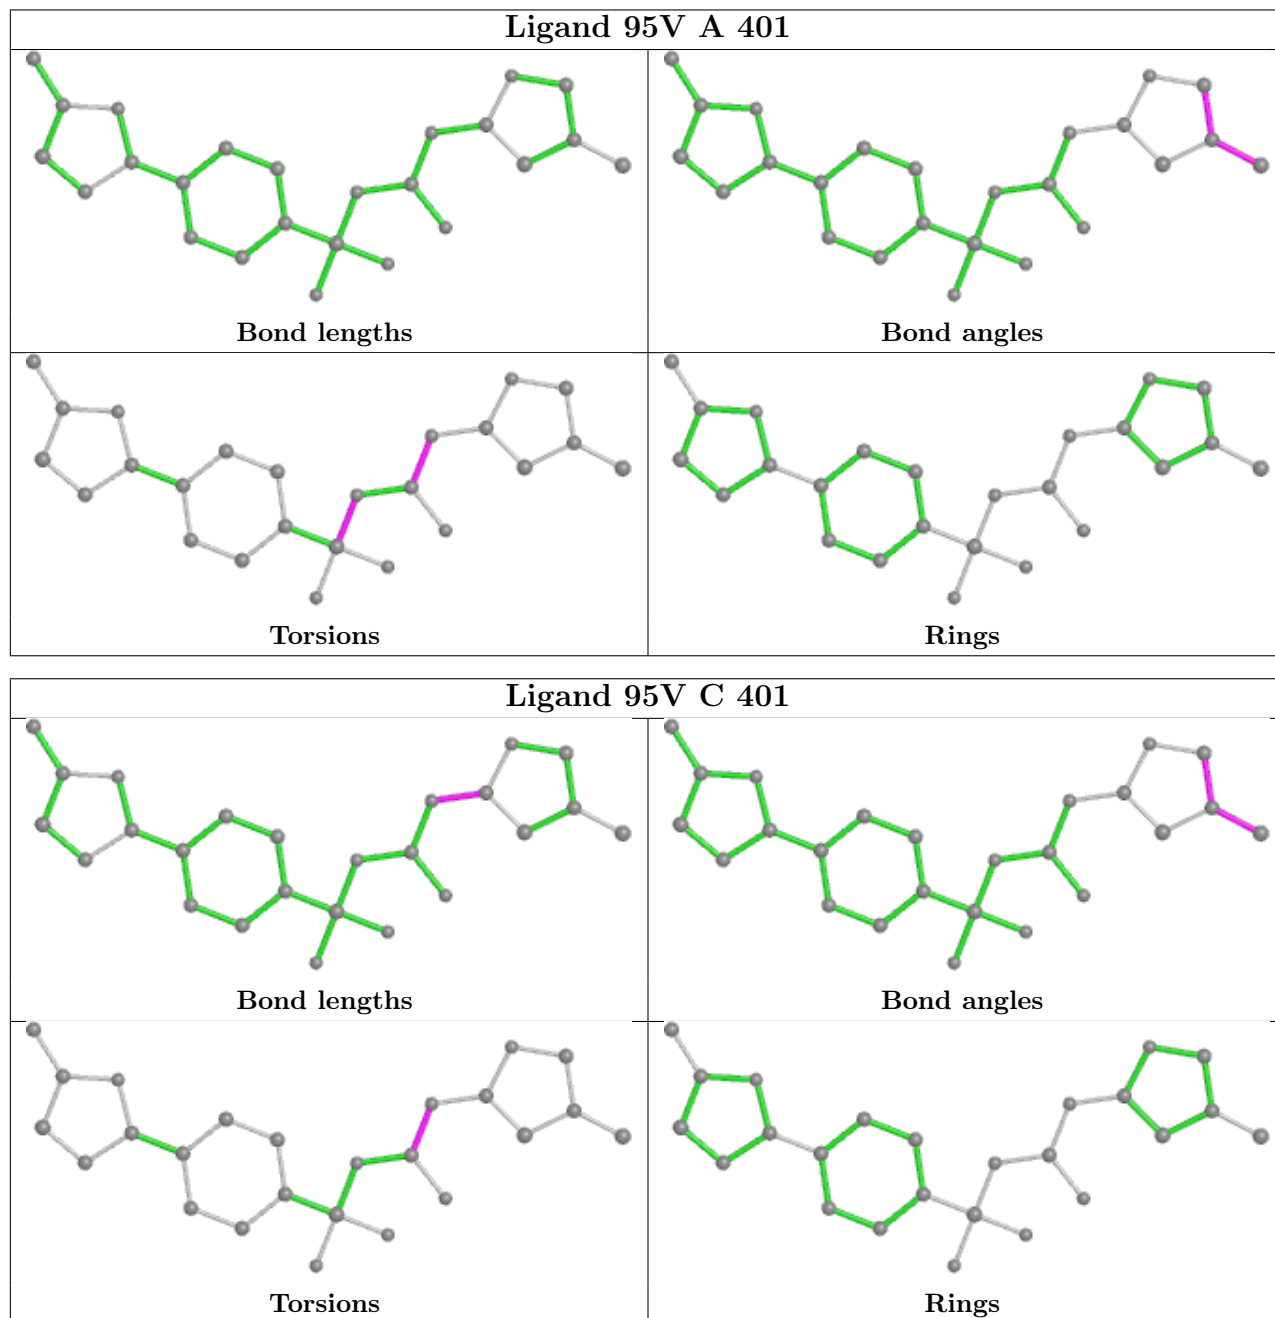 Ligand 95V A 401
Bond lengths
Bond angles
Torsions
Rings
Ligand 95V C 401
Bond lengths
Bond angles
Torsions
Rings